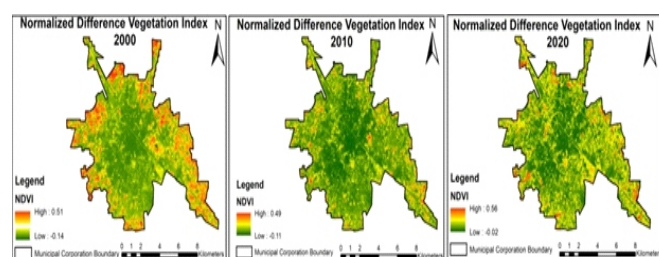 Normalized Difference Vegetation Index
2000
N
Legend
NDVI
High : 0.51
Low : -0.14
Municipal Corporation Boundary
0 1 2 4 6 8
Kilometers
Normalized Difference Vegetation Index
2010
N
Legend
NDVI
High : 0.49
Low : -0.11
Municipal Corporation Boundary
0 1 2 4 6 8
Kilometers
Normalized Difference Vegetation Index
2020
N
Legend
NDVI
High : 0.56
Low : -0.02
Municipal Corporation Boundary
0 1 2 4 6 8
Kilometers